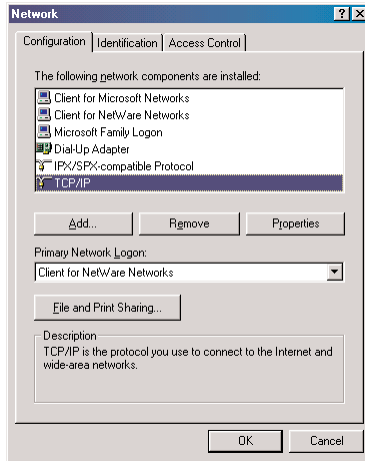 Network
Configuration Identification Access Control
The following network components are installed:
Client for Microsoft Networks
Client for NetWare Networks
Microsoft Family Logon
Dial-Up Adapter
IPX/SPX-compatible Protocol
TCP/IP
Add... Remove Properties
Primary Network Logon:
Client for NetWare Networks
File and Print Sharing...
Description
TCP/IP is the protocol you use to connect to the Internet and
wide-area networks.
OK Cancel